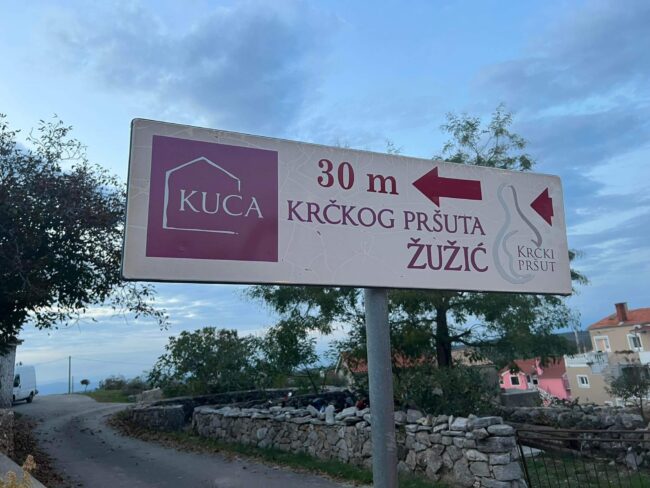 KUCA
30 m
KRČKOG PRŠUTA
ŽUŽIĆ
KRČKI
PRŠUT